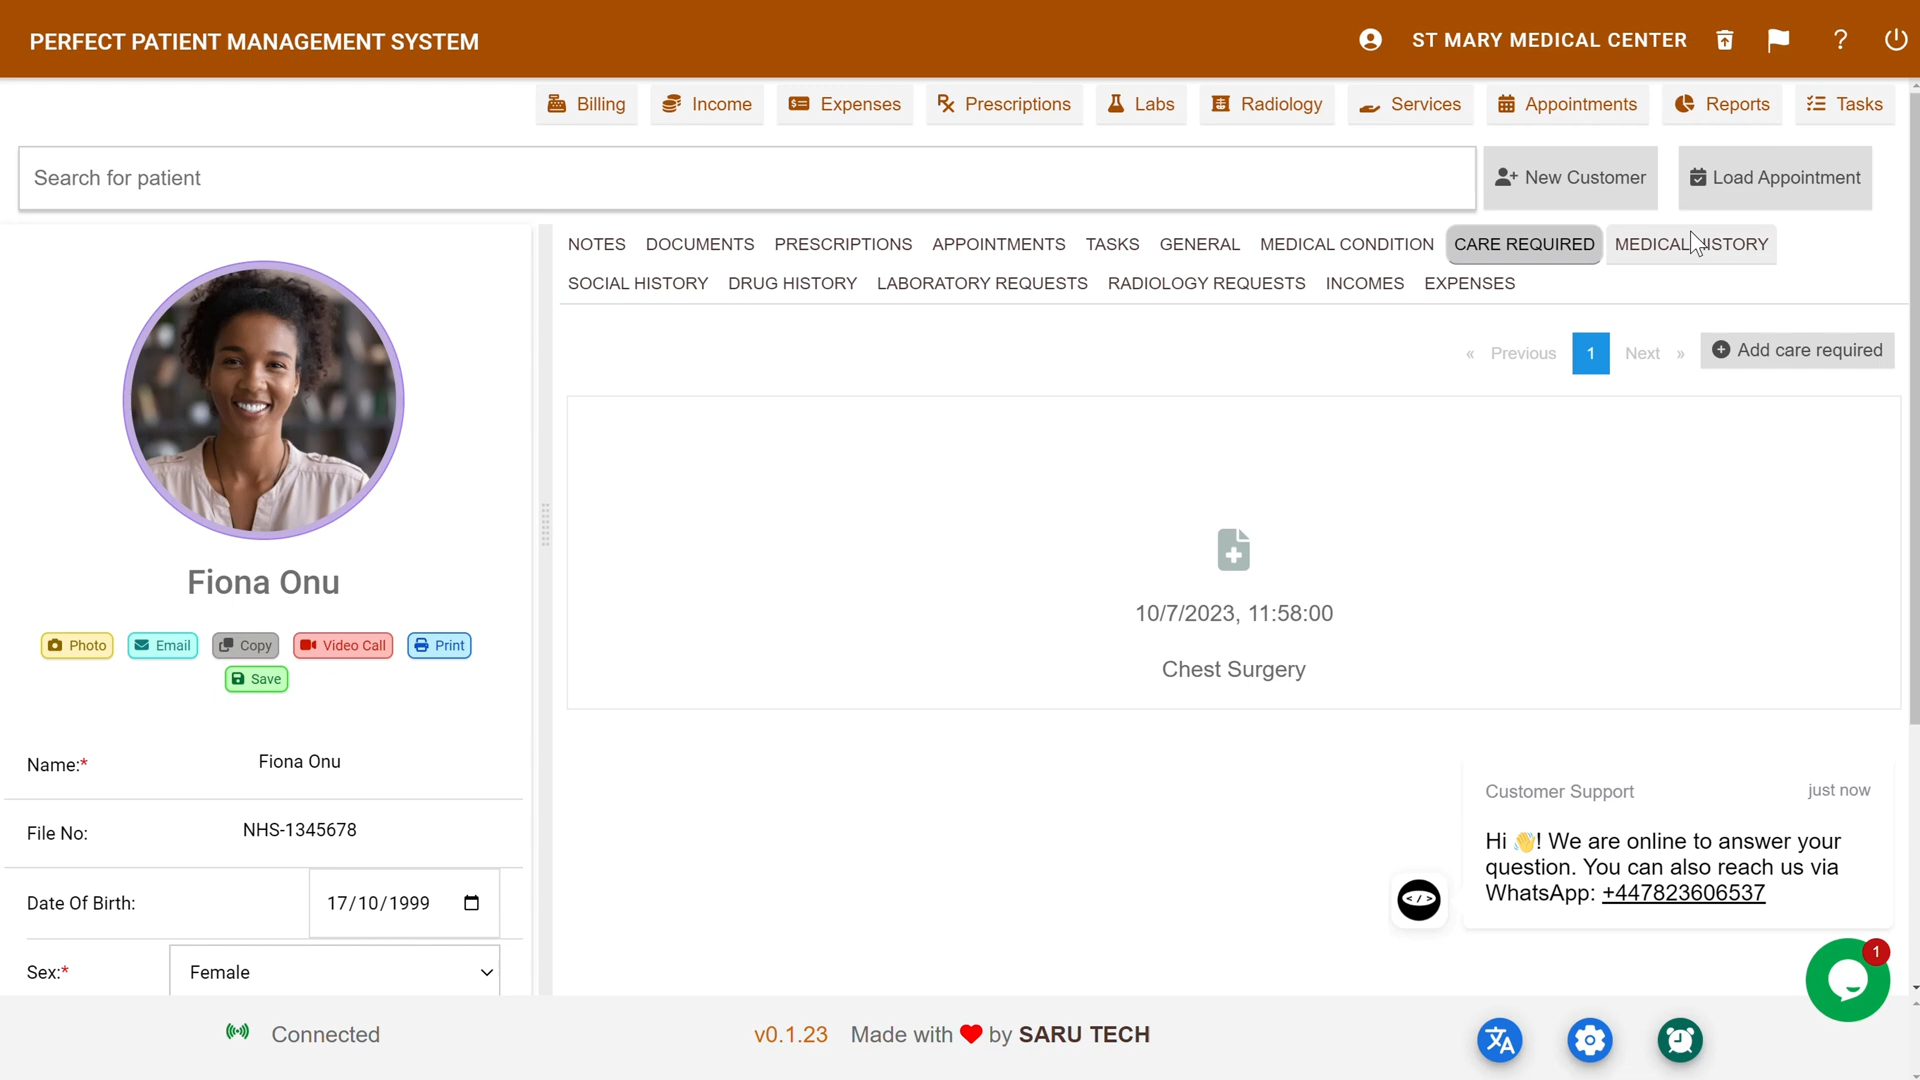 PERFECT PATIENT MANAGEMENT SYSTEM
ST MARY MEDICAL CENTER
?
Billing
Income
Expenses
Prescriptions
Labs
Radiology
Services
Appointments
Reports
Tasks
Search for patient
New Customer
Load Appointment
NOTES DOCUMENTS PRESCRIPTIONS APPOINTMENTS TASKS GENERAL MEDICAL CONDITION CARE REQUIRED MEDICAL HISTORY
SOCIAL HISTORY DRUG HISTORY LABORATORY REQUESTS RADIOLOGY REQUESTS INCOMES EXPENSES
« Previous 1 Next »
Add care required
10/7/2023, 11:58:00
Chest Surgery
Fiona Onu
Photo Email Copy Video Call Print
Save
Name:* Fiona Onu
File No: NHS-1345678
Date Of Birth: 17/10/1999
Sex:* Female
Customer Support just now
Hi 👋! We are online to answer your
question. You can also reach us via
WhatsApp: +447823606537
1
Connected
v0.1.23 Made with ❤ by SARU TECH